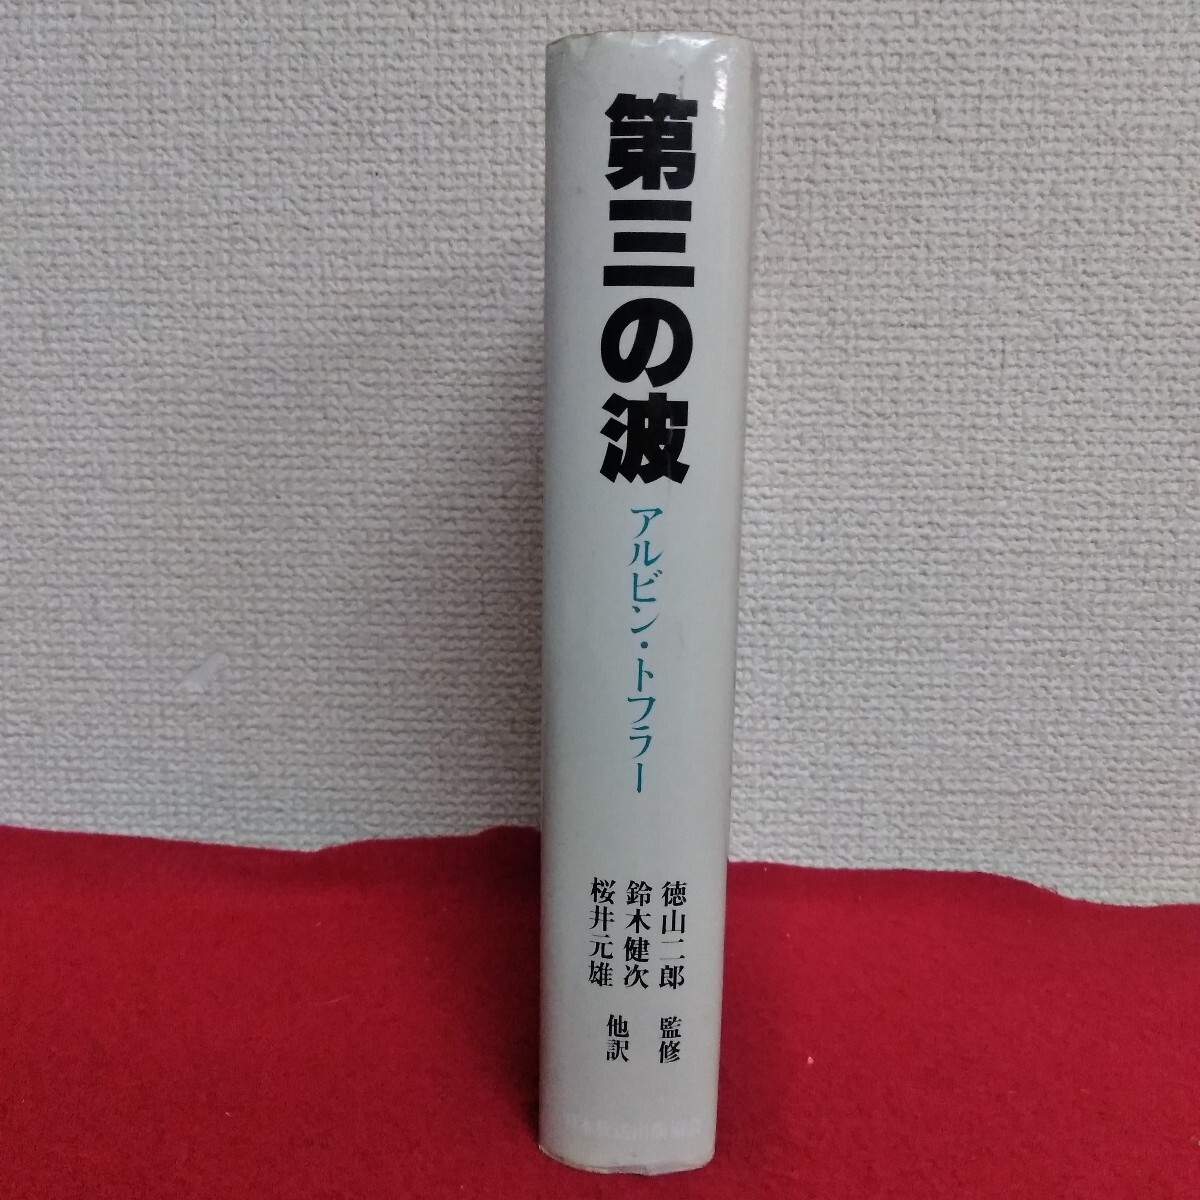 第三の波
アルビン・トフラー
徳山二郎 監修
鈴木健次
桜井元雄
他訳